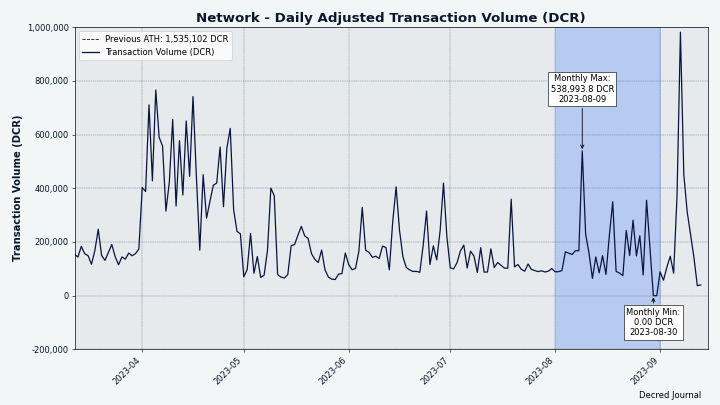 Network - Daily Adjusted Transaction Volume (DCR)
Previous ATH: 1,535,102 DCR
Transaction Volume (DCR)
Transaction Volume (DCR)
1,000,000
800,000
600,000
400,000
200,000
0
-200,000
Monthly Max:
538,993.8 DCR
2023-08-09
Monthly Min:
0.00 DCR
2023-08-30
2023-04
2023-05
2023-06
2023-07
2023-08
2023-09
Decred Journal